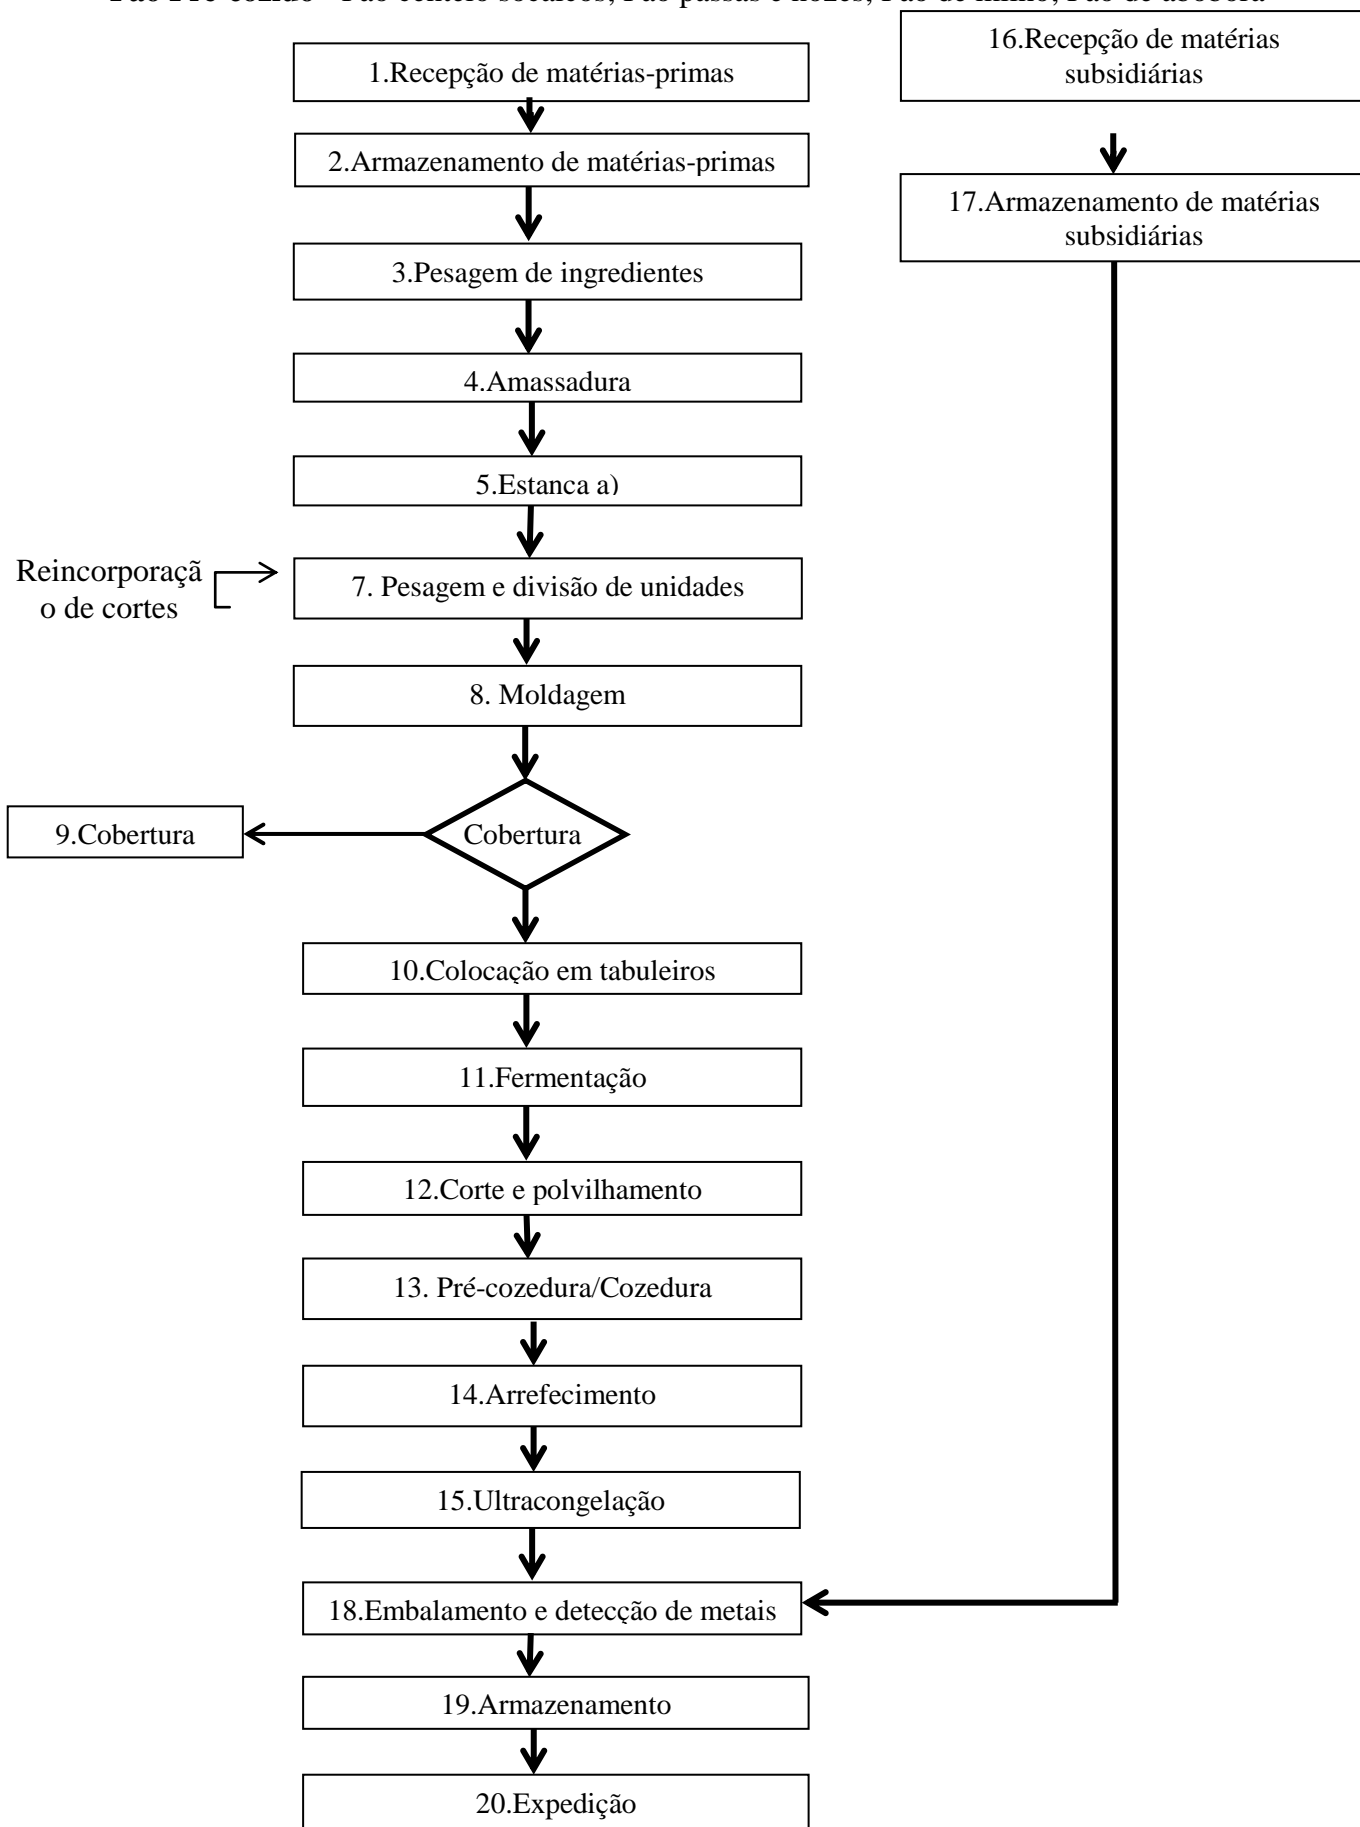 1.Recepção de matérias-primas
16.Recepção de matérias
subsidiárias
2.Armazenamento de matérias-primas
17.Armazenamento de matérias
subsidiárias
3.Pesagem de ingredientes
4.Amassadura
5.Estanca a)
Reincorporaçã
o de cortes
7. Pesagem e divisão de unidades
8. Moldagem
9.Cobertura
Cobertura
10.Colocação em tabuleiros
11.Fermentação
12.Corte e polvilhamento
13. Pré-cozedura/Cozedura
14.Arrefecimento
15.Ultracongelação
18.Embalamento e detecção de metais
19.Armazenamento
20.Expedição